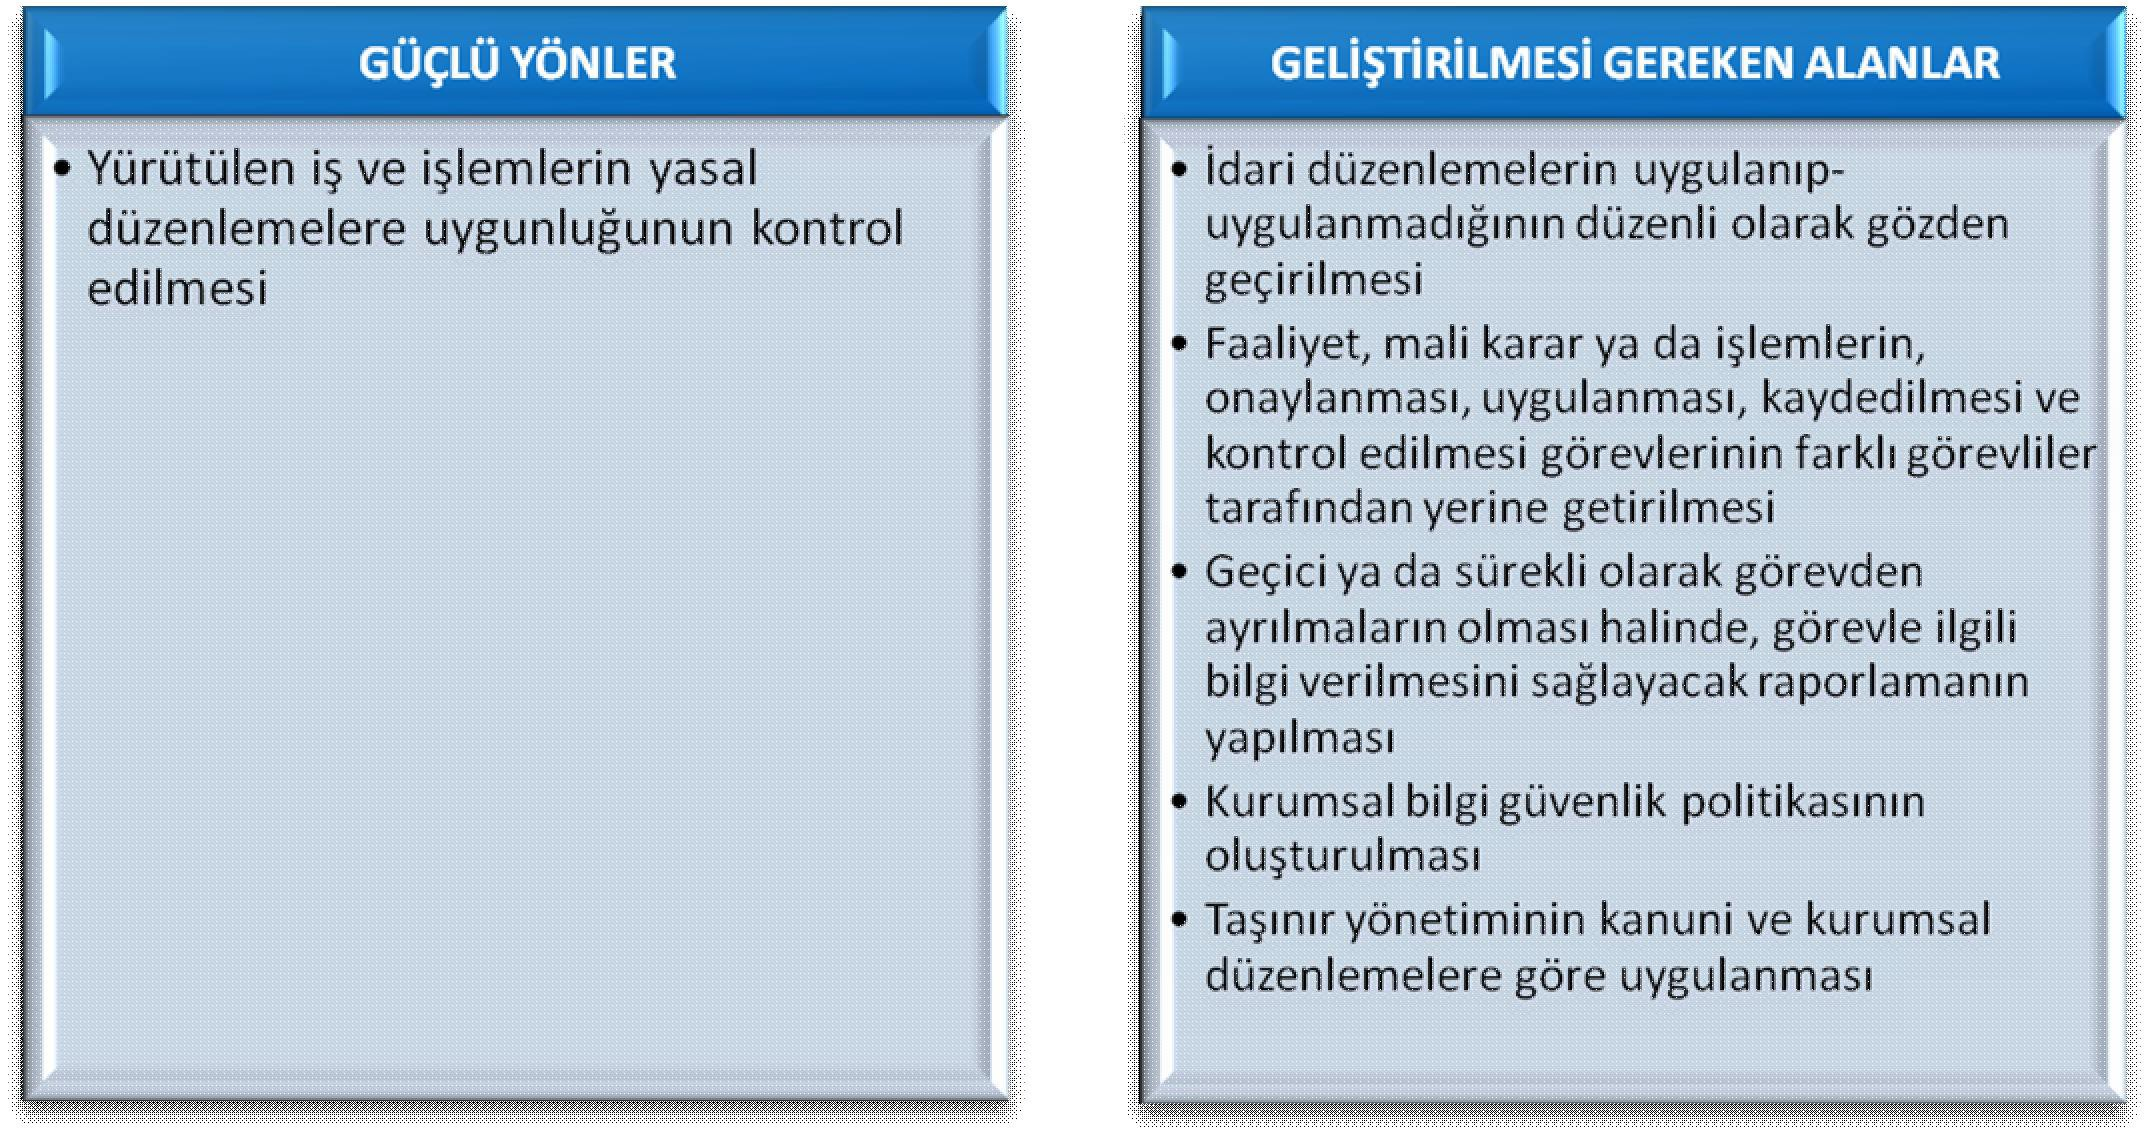 GÜÇLÜ YÖNLER
• Yürütülen iş ve işlemlerin yasal
düzenlemelere uygunluğunun kontrol
edilmesi
GELİŞTİRİLMESİ GEREKEN ALANLAR
• İdari düzenlemelerin uygulanıp-
uygulanmadığının düzenli olarak gözden
geçirilmesi
• Faaliyet, mali karar ya da işlemlerin,
onaylanması, uygulanması, kaydedilmesi ve
kontrol edilmesi görevlerinin farklı görevliler
tarafından yerine getirilmesi
• Geçici ya da sürekli olarak görevden
ayrılmaların olması halinde, görevle ilgili
bilgi verilmesini sağlayacak raporlamanın
yapılması
• Kurumsal bilgi güvenlik politikasının
oluşturulması
• Taşınır yönetiminin kanuni ve kurumsal
düzenlemelere göre uygulanması